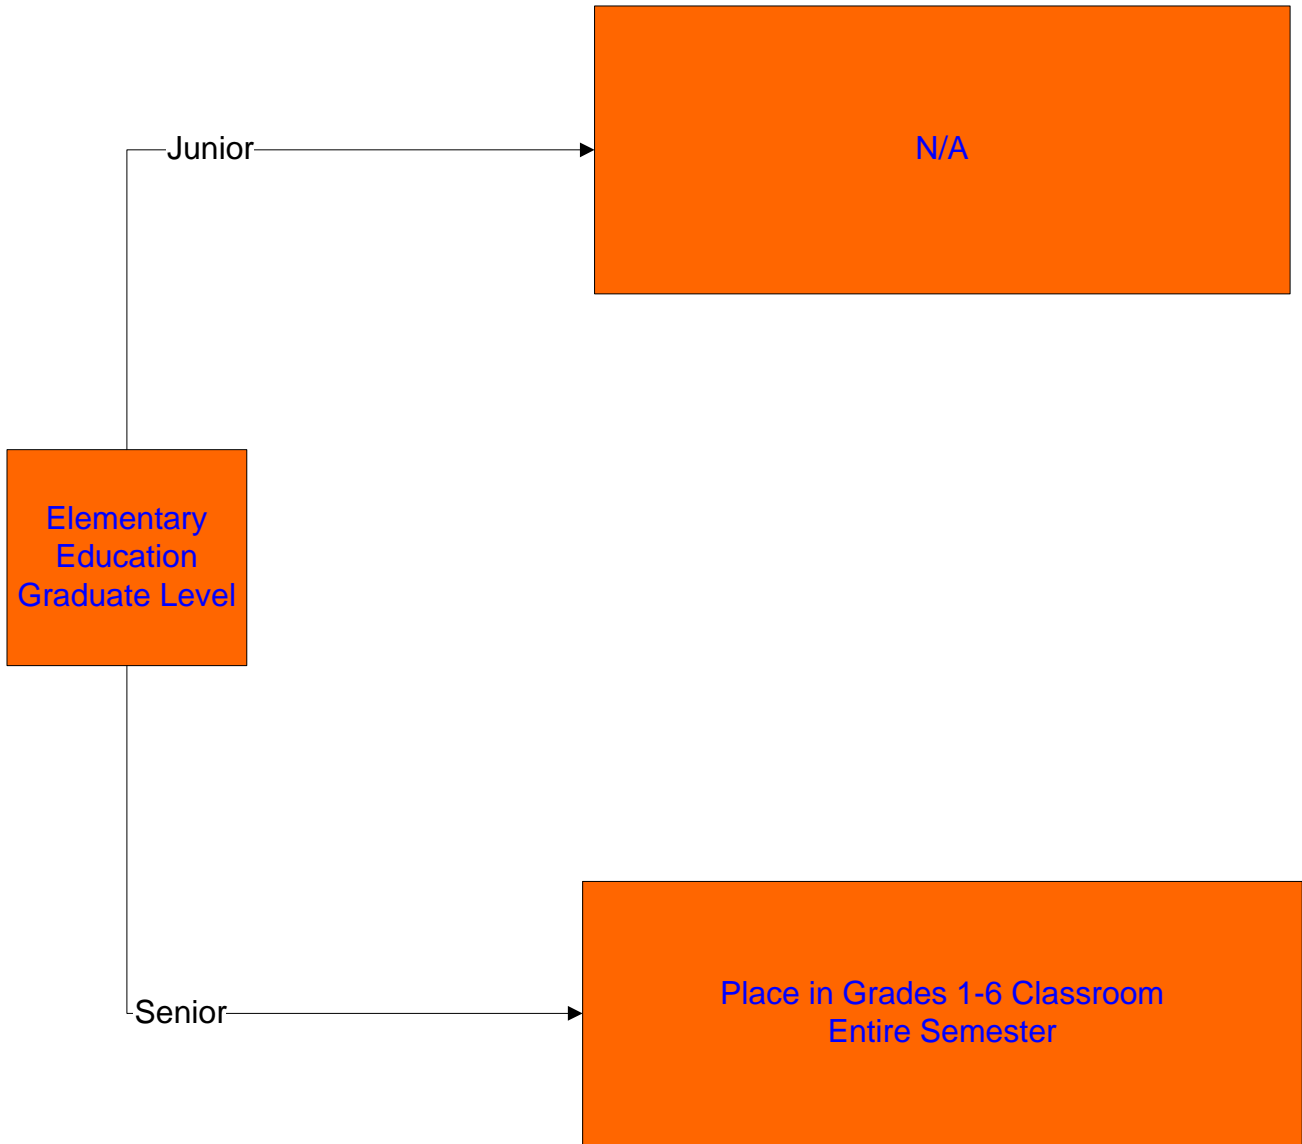 Junior
N/A
Elementary
Education
Graduate Level
Senior
Place in Grades 1-6 Classroom
Entire Semester